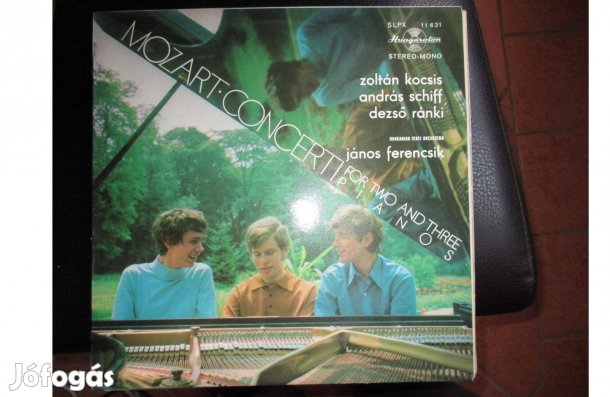 SLPX 11631
Hungaroton
STEREO-MONO
MOZART·CONCERTI
FOR TWO AND THREE
PIANOS
zoltán kocsis
andrás schiff
dezső ránki
HUNGARIAN STATE ORCHESTRA
jános ferencsik
Jófogás